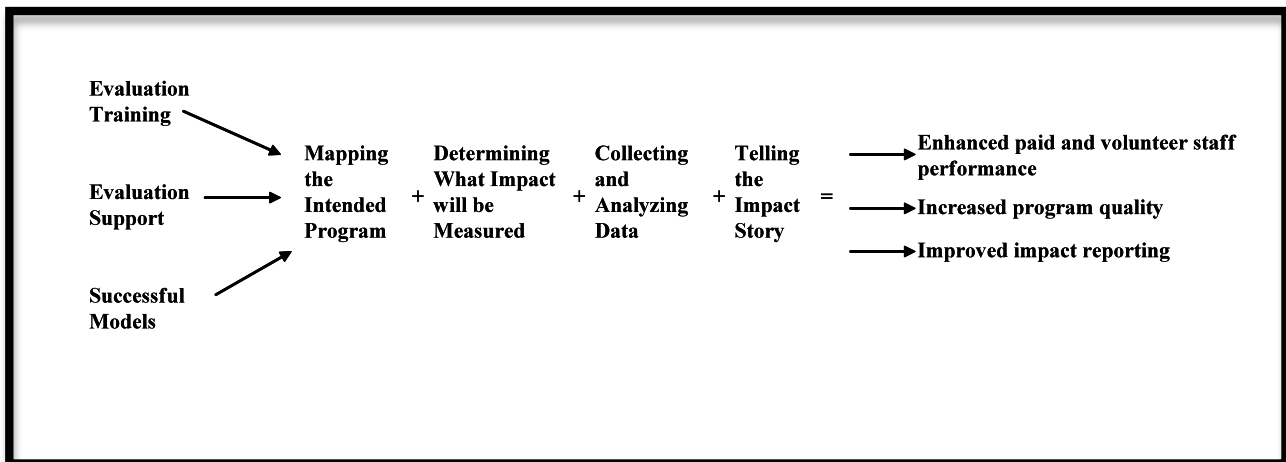 Evaluation
Training
Evaluation
Support
Successful
Models
Mapping
the
Intended
Program
+
Determining
What Impact
will be
Measured
+
Collecting
and
Analyzing
Data
+
Telling
the
Impact
Story
=
Enhanced paid and volunteer staff
performance
Increased program quality
Improved impact reporting